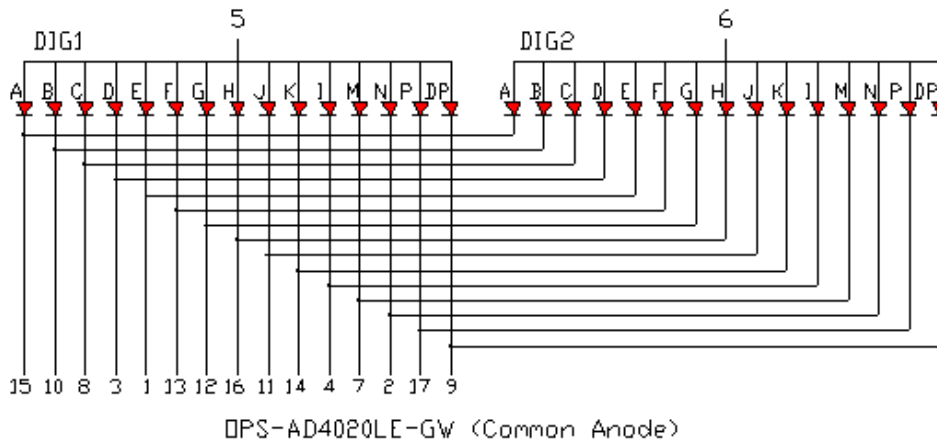 5 6
DIG1 DIG2
A B C D E F G H J K I M N P DP A B C D E F G H J K I M N P DP
15 10 8 3 1 13 12 16 11 14 4 7 2 17 9
OPS-AD4020LE-GW (Common Anode)